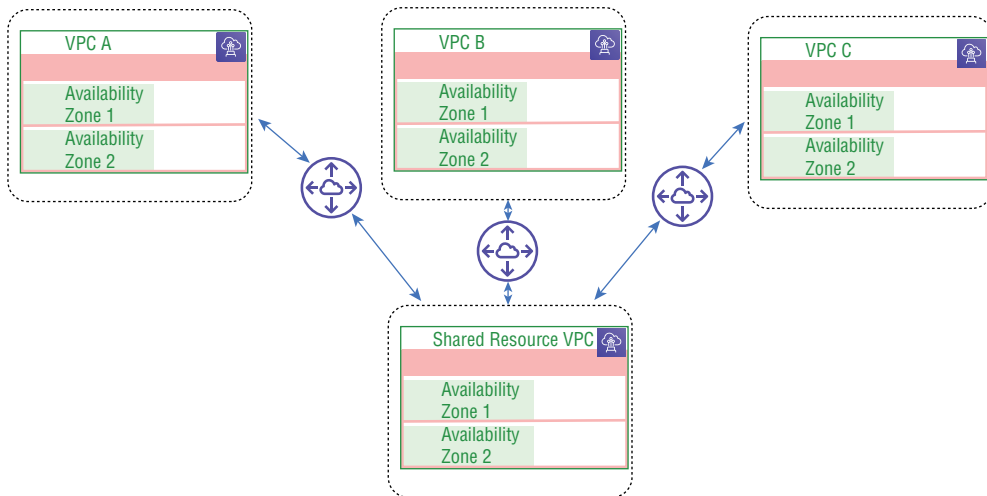 VPC A
Availability
Zone 1
Availability
Zone 2
VPC B
Availability
Zone 1
Availability
Zone 2
VPC C
Availability
Zone 1
Availability
Zone 2
Shared Resource VPC
Availability
Zone 1
Availability
Zone 2